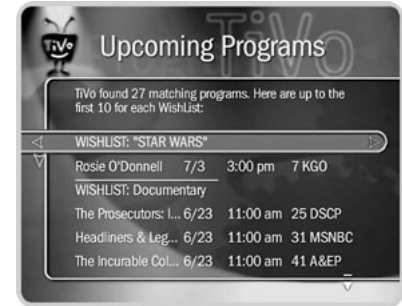 TiVo
Upcoming Programs
TiVo
TiVo found 27 matching programs. Here are up to the
first 10 for each WishList:
WISHLIST: "STAR WARS"
Rosie O'Donnell 7/3 3:00 pm 7 KGO
WISHLIST: Documentary
The Prosecutors: I... 6/23 11:00 am 25 DSCP
Headliners & Leg... 6/23 11:00 am 31 MSNBC
The Incurable Col... 6/23 11:00 am 41 A&EP